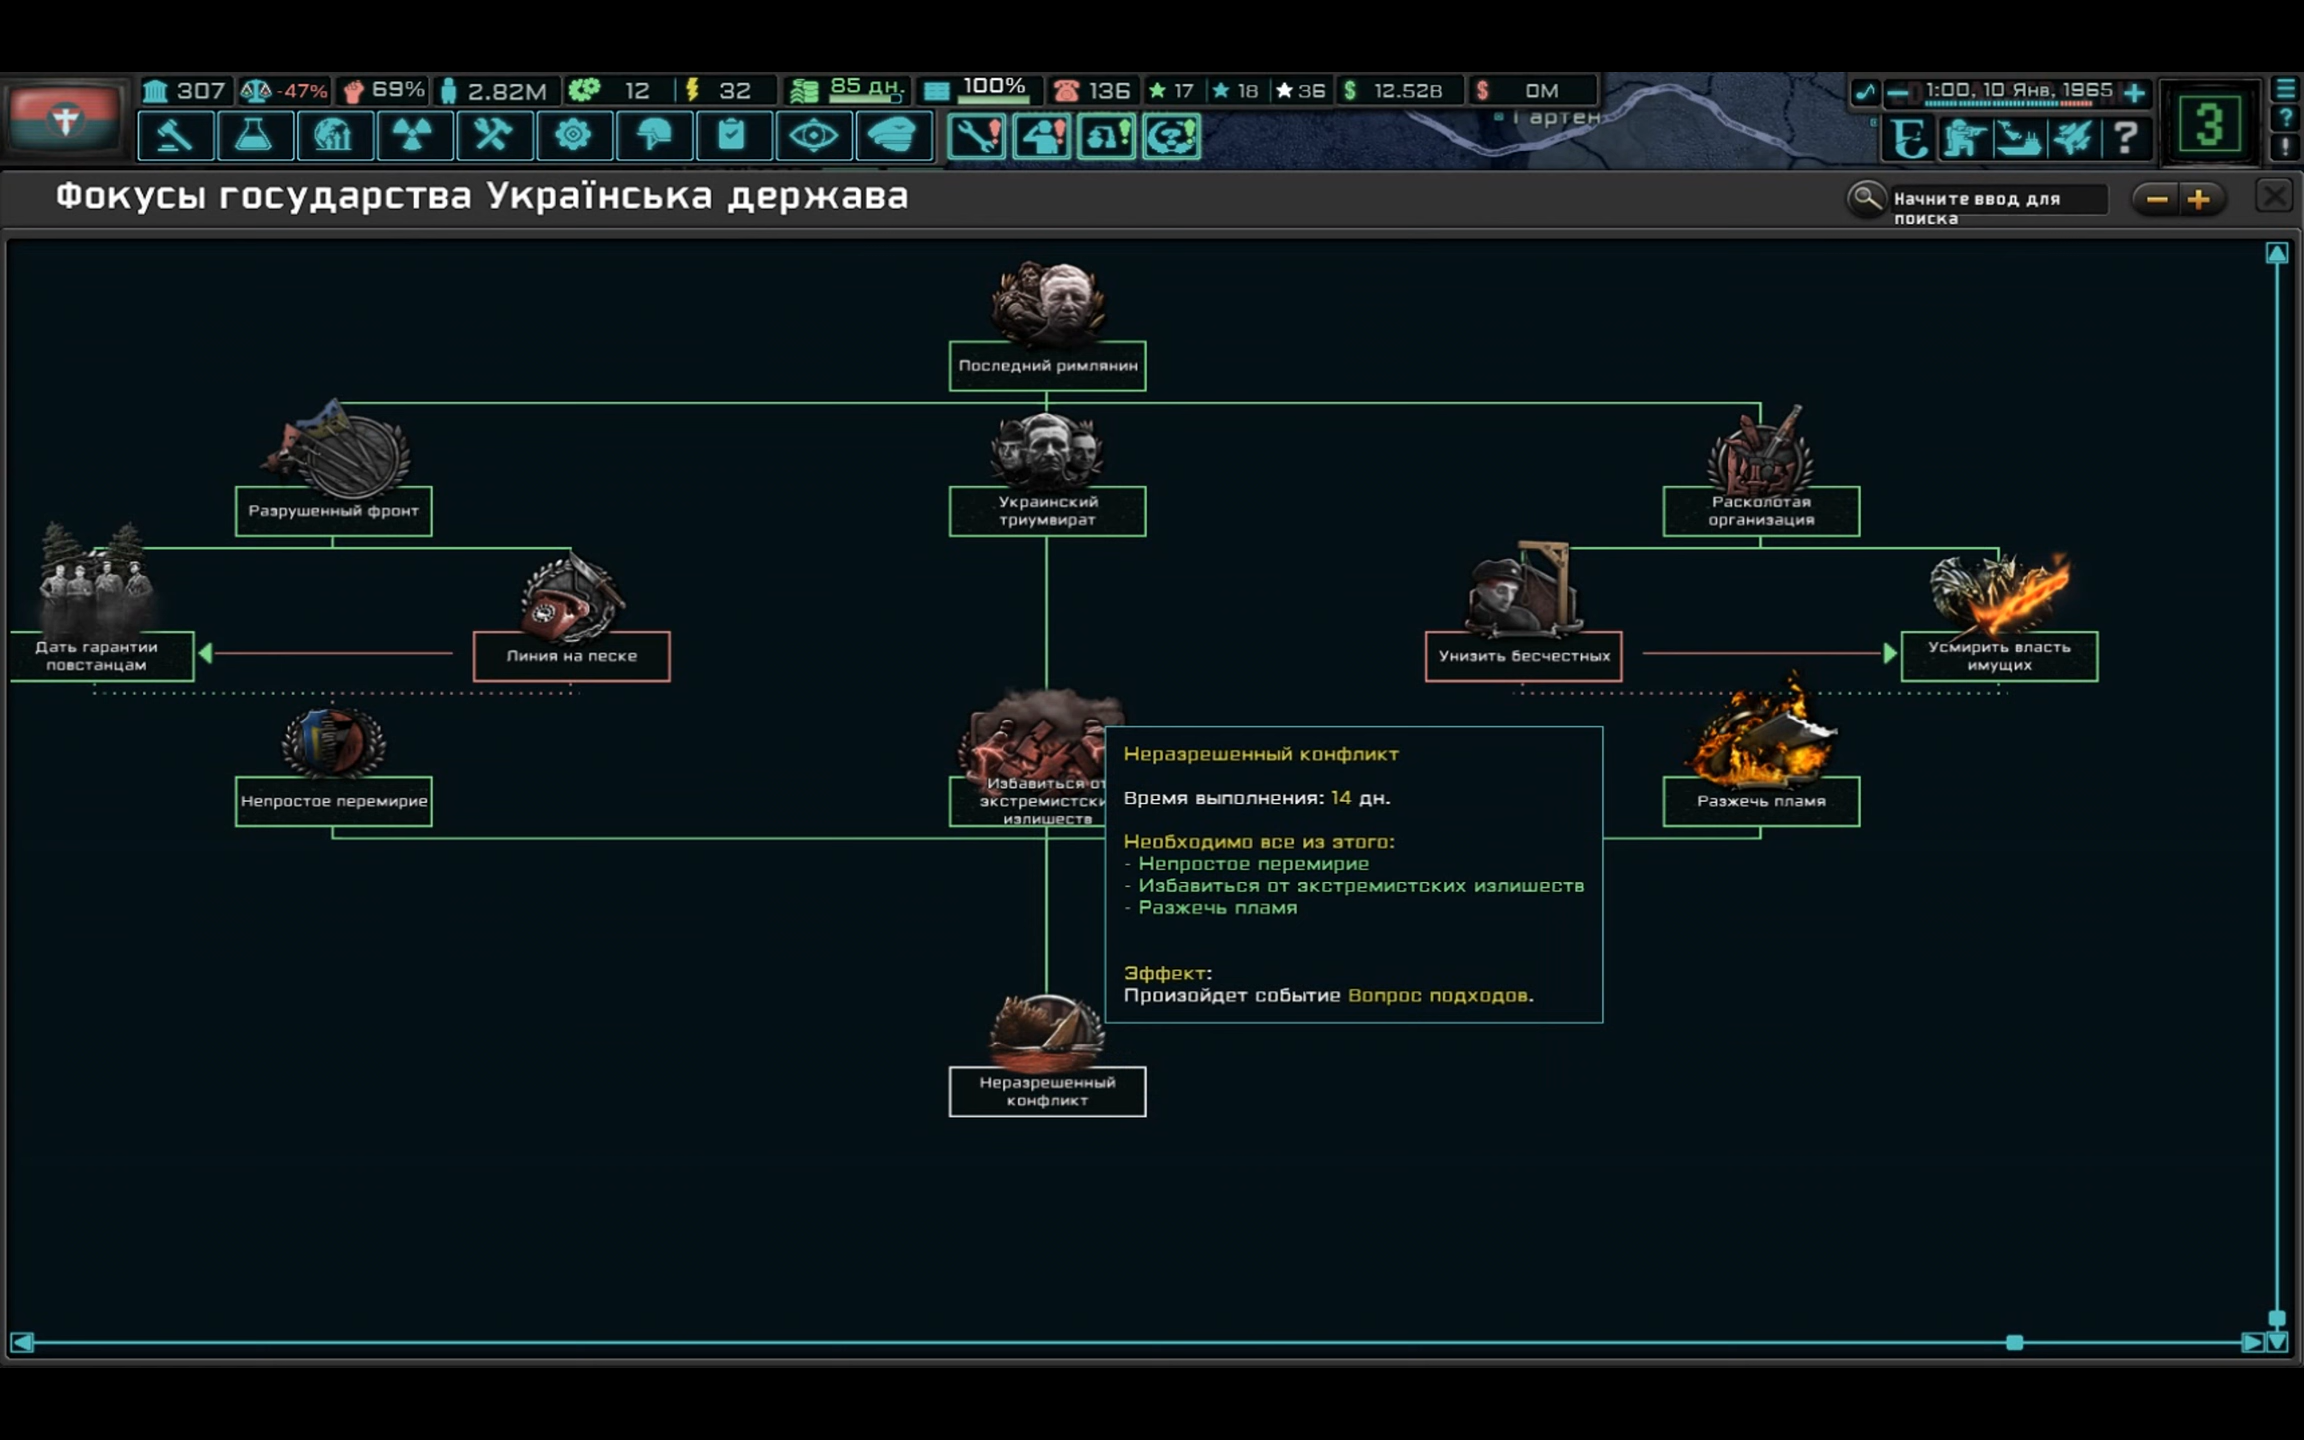 307 -47% 69% 2.82M 12 32 85 дн. 100% 136 17 18 36 $ 12.52B $ 0M
1:00, 10 Янв, 1965
3
?
?
!
Гартен
Фокусы государства Українська держава
Начните ввод для
поиска
Последний римлянин
Разрушенный фронт
Украинский
триумвират
Расколотая
организация
Дать гарантии
повстанцам
Линия на песке
Унизить бесчестных
Усмирить власть
имущих
Непростое перемирие
Избавиться от
экстремистски
излишеств
Разжечь пламя
Неразрешенный конфликт
Время выполнения: 14 дн.
Необходимо все из этого:
- Непростое перемирие
- Избавиться от экстремистских излишеств
- Разжечь пламя
Эффект:
Произойдет событие Вопрос подходов.
Неразрешенный
конфликт